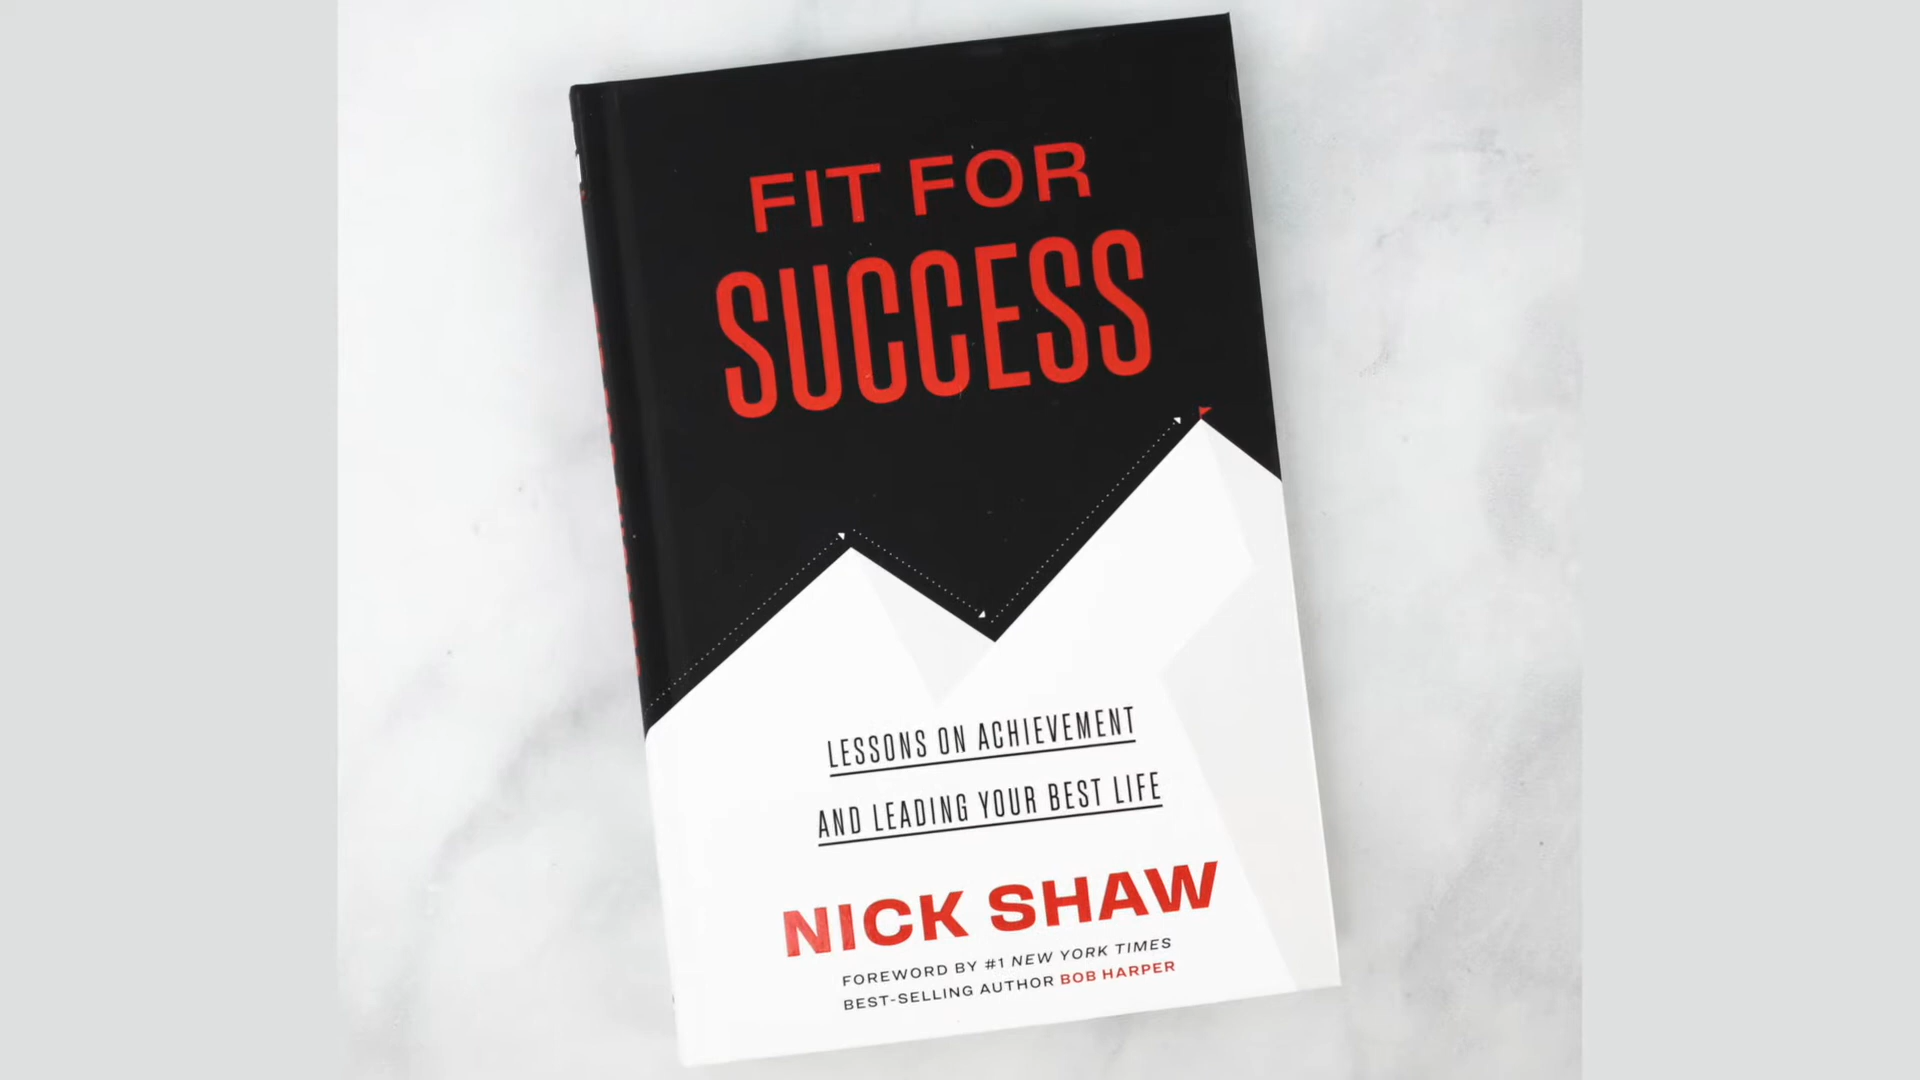 FIT FOR
SUCCESS
LESSONS ON ACHIEVEMENT
AND LEADING YOUR BEST LIFE
NICK SHAW
FOREWORD BY #1 NEW YORK TIMES
BEST-SELLING AUTHOR BOB HARPER